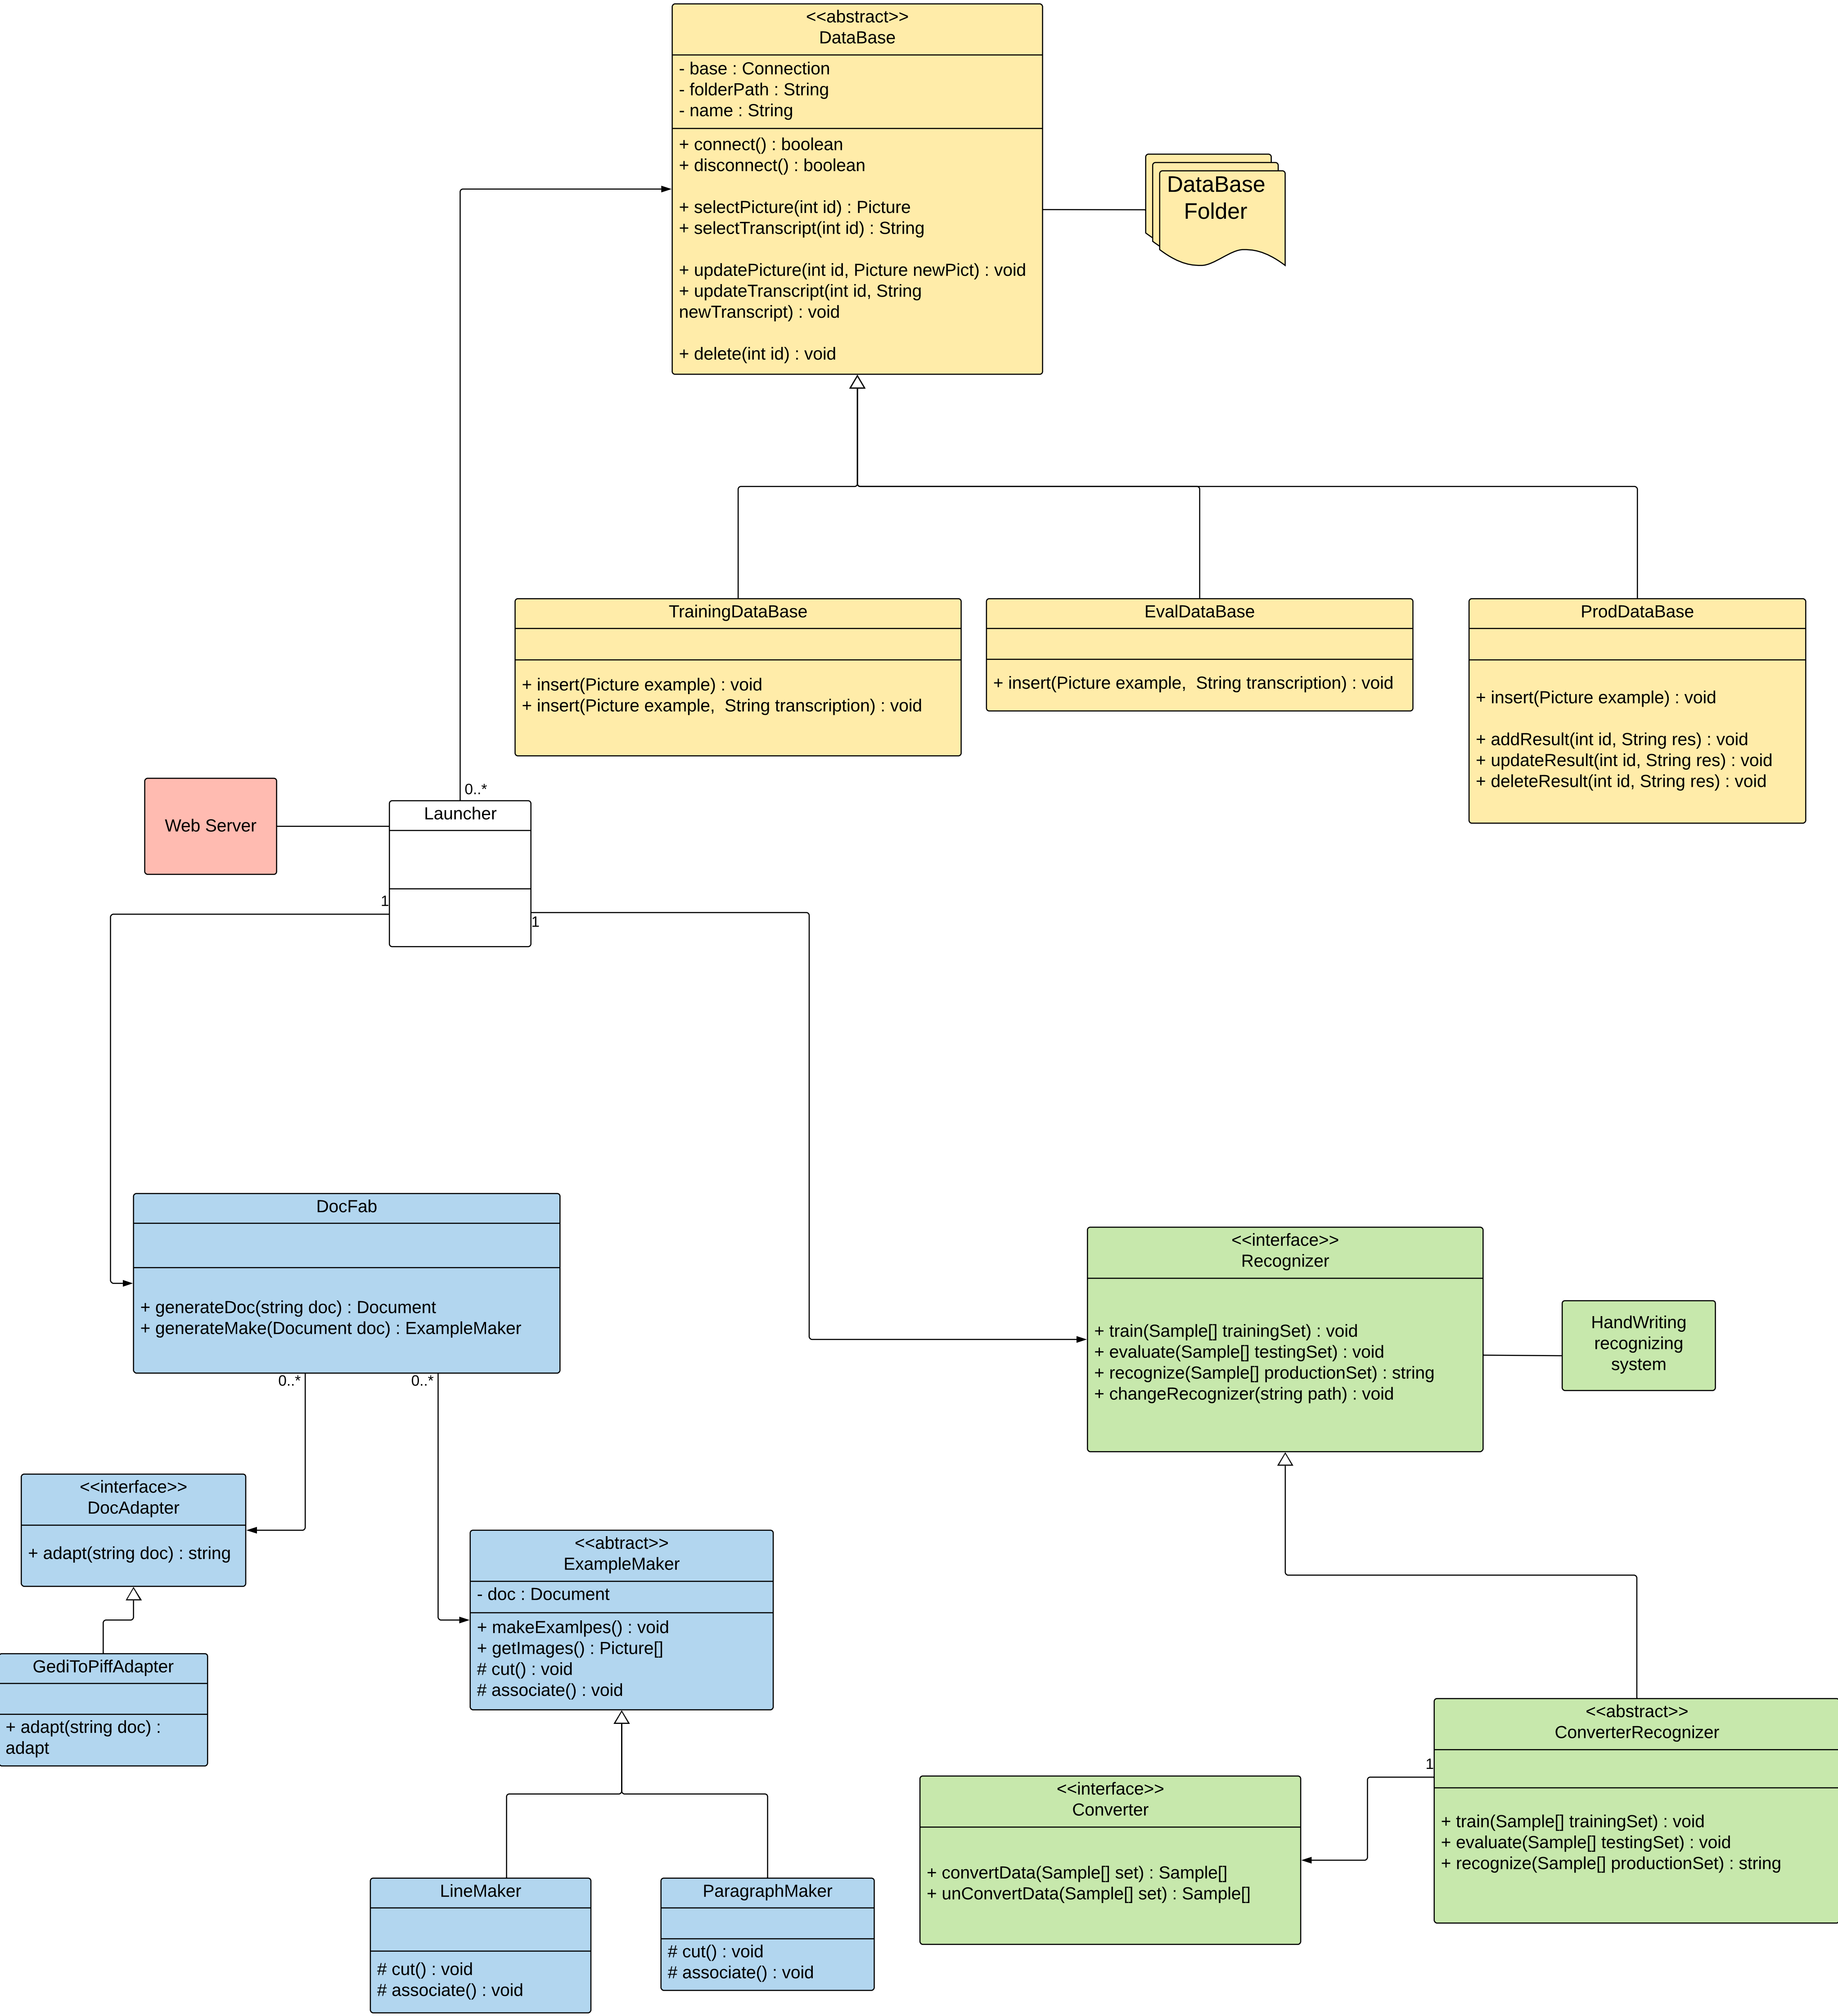 <<abstract>>
DataBase
- base : Connection
- folderPath : String
- name : String
+ connect() : boolean
+ disconnect() : boolean
+ selectPicture(int id) : Picture
+ selectTranscript(int id) : String
+ updatePicture(int id, Picture newPict) : void
+ updateTranscript(int id, String
newTranscript) : void
+ delete(int id) : void
DataBase
Folder
TrainingDataBase
+ insert(Picture example) : void
+ insert(Picture example,  String transcription) : void
EvalDataBase
+ insert(Picture example,  String transcription) : void
ProdDataBase
+ insert(Picture example) : void
+ addResult(int id, String res) : void
+ updateResult(int id, String res) : void
+ deleteResult(int id, String res) : void
Web Server
0..*
Launcher
1
1
DocFab
+ generateDoc(string doc) : Document
+ generateMake(Document doc) : ExampleMaker
0..*
0..*
<<interface>>
Recognizer
+ train(Sample[] trainingSet) : void
+ evaluate(Sample[] testingSet) : void
+ recognize(Sample[] productionSet) : string
+ changeRecognizer(string path) : void
HandWriting
recognizing
system
<<interface>>
DocAdapter
+ adapt(string doc) : string
<<abtract>>
ExampleMaker
- doc : Document
+ makeExamlpes() : void
+ getImages() : Picture[]
# cut() : void
# associate() : void
GediToPiffAdapter
+ adapt(string doc) :
adapt
<<abstract>>
ConverterRecognizer
+ train(Sample[] trainingSet) : void
+ evaluate(Sample[] testingSet) : void
+ recognize(Sample[] productionSet) : string
1
<<interface>>
Converter
+ convertData(Sample[] set) : Sample[]
+ unConvertData(Sample[] set) : Sample[]
LineMaker
# cut() : void
# associate() : void
ParagraphMaker
# cut() : void
# associate() : void